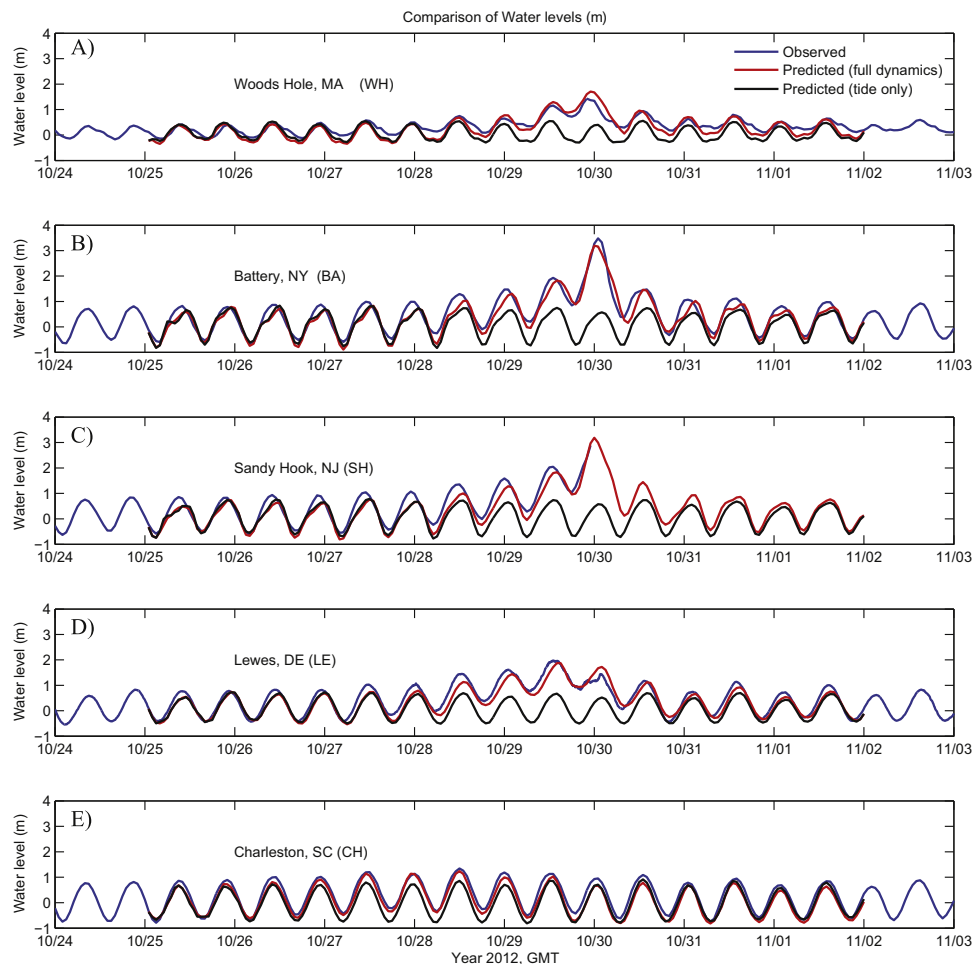 Comparison of Water levels (m)
A)
Woods Hole, MA (WH)
Observed
Predicted (full dynamics)
Predicted (tide only)
Water level (m)
4
3
2
1
0
−1
10/24 10/25 10/26 10/27 10/28 10/29 10/30 10/31 11/01 11/02 11/03
B)
Battery, NY (BA)
Water level (m)
4
3
2
1
0
−1
10/24 10/25 10/26 10/27 10/28 10/29 10/30 10/31 11/01 11/02 11/03
C)
Sandy Hook, NJ (SH)
Water level (m)
4
3
2
1
0
−1
10/24 10/25 10/26 10/27 10/28 10/29 10/30 10/31 11/01 11/02 11/03
D)
Lewes, DE (LE)
Water level (m)
4
3
2
1
0
−1
10/24 10/25 10/26 10/27 10/28 10/29 10/30 10/31 11/01 11/02 11/03
E)
Charleston, SC (CH)
Water level (m)
4
3
2
1
0
−1
10/24 10/25 10/26 10/27 10/28 10/29 10/30 10/31 11/01 11/02 11/03
Year 2012, GMT